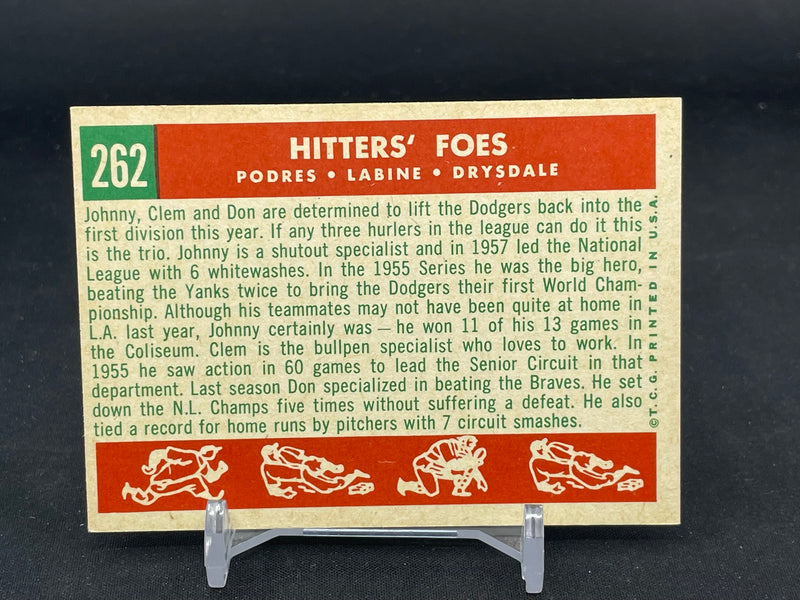 262
HITTERS' FOES
PODRES • LABINE • DRYSDALE
Johnny, Clem and Don are determined to lift the Dodgers back into the
first division this year. If any three hurlers in the league can do it this
is the trio. Johnny is a shutout specialist and in 1957 led the National
League with 6 whitewashes. In the 1955 Series he was the big hero,
beating the Yanks twice to bring the Dodgers their first World Cham-
pionship. Although his teammates may not have been quite at home in
L.A. last year, Johnny certainly was — he won 11 of his 13 games in
the Coliseum. Clem is the bullpen specialist who loves to work. In
1955 he saw action in 60 games to lead the Senior Circuit in that
department. Last season Don specialized in beating the Braves. He set
down the N.L. Champs five times without suffering a defeat. He also
tied a record for home runs by pitchers with 7 circuit smashes.
©T.C.G. PRINTED IN U.S.A.